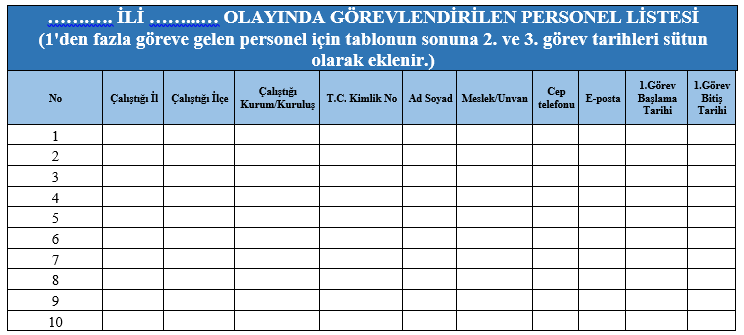 …………. İLİ ……..… OLAYINDA GÖREVLENDİRİLEN PERSONEL LİSTESİ
(1'den fazla göreve gelen personel için tablonun sonuna 2. ve 3. görev tarihleri sütun
olarak eklenir.)
No Çalıştığı İl Çalıştığı İlçe Çalıştığı Kurum/Kuruluş T.C. Kimlik No Ad Soyad Meslek/Unvan Cep telefonu E-posta 1.Görev Başlama Tarihi 1.Görev Bitiş Tarihi
1
2
3
4
5
6
7
8
9
10